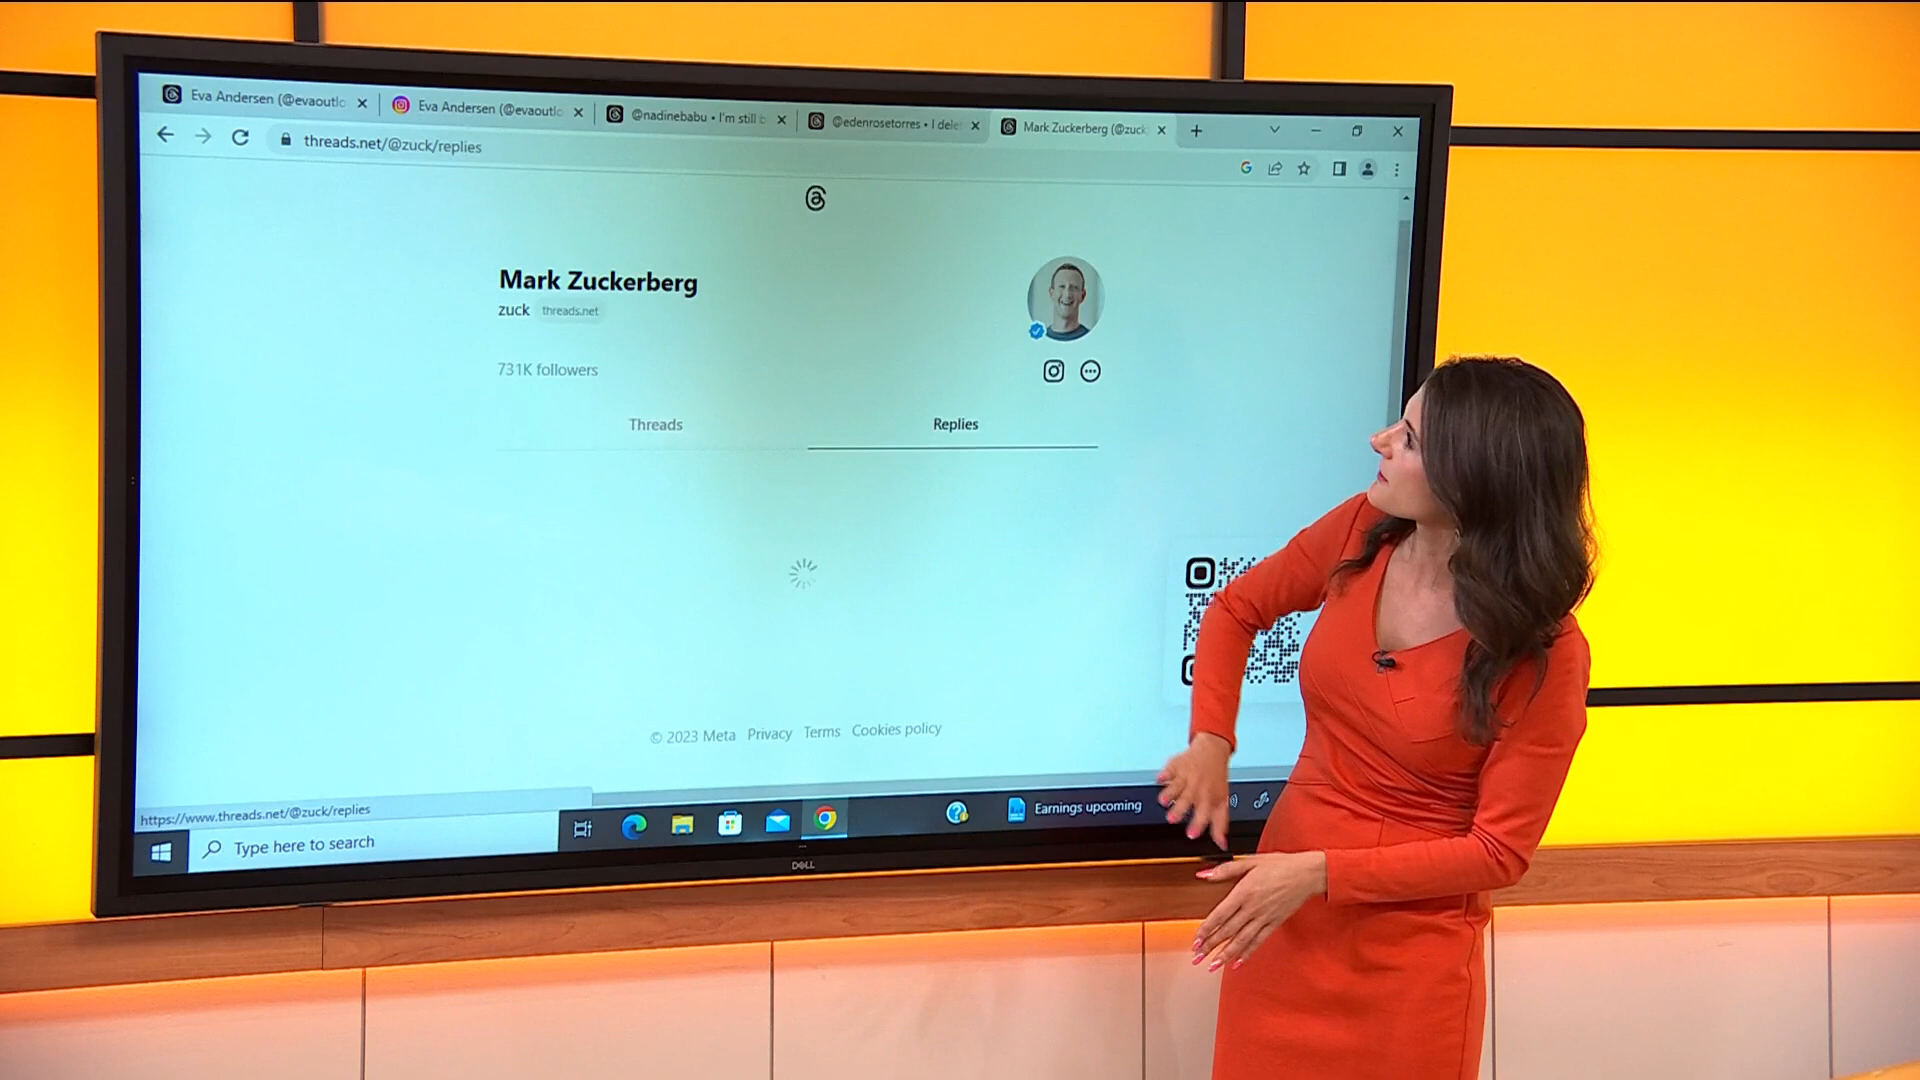 Eva Andersen (@evaoutlo
Eva Andersen (@evaoutlo
@nadinebabu • I'm still b
@edenrosetorres • I dele
Mark Zuckerberg (@zuck
threads.net/@zuck/replies
Mark Zuckerberg
zuck threads.net
731K followers
Threads Replies
© 2023 Meta Privacy Terms Cookies policy
https://www.threads.net/@zuck/replies
Type here to search
Earnings upcoming
DELL